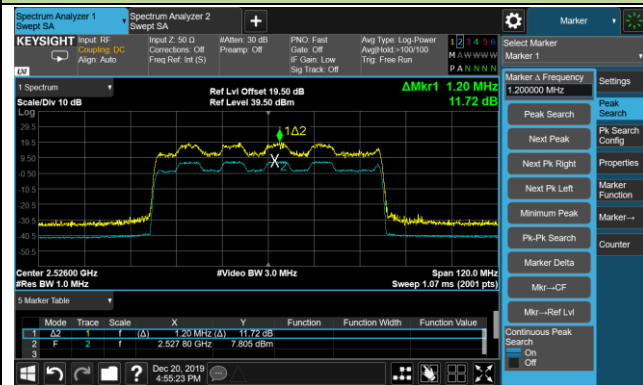 Spectrum Analyzer 1
Swept SA
Spectrum Analyzer 2
Swept SA
+
Marker
KEYSIGHT
LXI
Input: RF
Coupling: DC
Align: Auto
Input Z: 50 Ω
Corrections: Off
Freq Ref: Int (S)
#Atten: 30 dB
Preamp: Off
PNO: Fast
Gate: Off
IF Gain: Low
Sig Track: Off
Avg Type: Log-Power
Avg|Hold:>100/100
Trig: Free Run
1 2 3 4 5 6
M A W W W W
P A N N N N
Select Marker
Marker 1
1 Spectrum
Scale/Div 10 dB
Log
Ref Lvl Offset 19.50 dB
Ref Level 39.50 dBm
ΔMkr1 1.20 MHz
11.72 dB
29.5
19.5
9.50
-0.50
-10.5
-20.5
-30.5
-40.5
-50.5
1Δ2
2
Center 2.52600 GHz
#Res BW 1.0 MHz
#Video BW 3.0 MHz
Span 120.0 MHz
Sweep 1.07 ms (2001 pts)
5 Marker Table
Mode Trace Scale X Y Function Function Width Function Value
1 Δ2 1 f (Δ) 1.20 MHz (Δ) 11.72 dB
2 F 2 f 2.527 80 GHz 7.805 dBm
3
Dec 20, 2019
4:55:23 PM
Marker Δ Frequency
1.200000 MHz
Peak Search
Next Peak
Next Pk Right
Next Pk Left
Minimum Peak
Pk-Pk Search
Marker Delta
Mkr→CF
Mkr→Ref Lvl
Continuous Peak
Search
On
Off
Settings
Peak
Search
Pk Search
Config
Properties
Marker
Function
Marker→
Counter